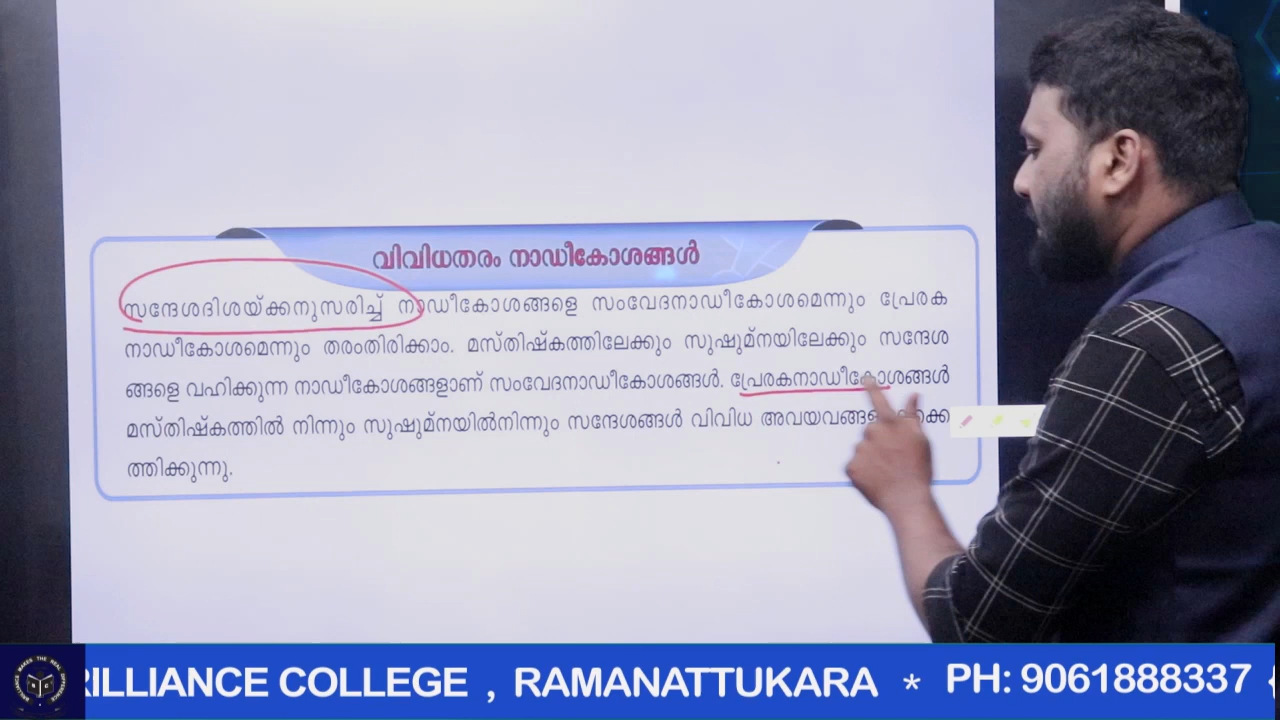 വിവിധതരം നാഡീകോശങ്ങൾ
സന്ദേശദിശയ്ക്കനുസരിച്ച് നാഡീകോശങ്ങളെ സംവേദനാഡീകോശമെന്നും പ്രേരക
നാഡീകോശമെന്നും തരംതിരിക്കാം. മസ്തിഷ്കത്തിലേക്കും സുഷുമ്നയിലേക്കും സന്ദേശ
ങ്ങളെ വഹിക്കുന്ന നാഡീകോശങ്ങളാണ് സംവേദനാഡീകോശങ്ങൾ. പ്രേരകനാഡീകോശങ്ങൾ
മസ്തിഷ്കത്തിൽ നിന്നും സുഷുമ്നയിൽനിന്നും സന്ദേശങ്ങൾ വിവിധ
ത്തിക്കുന്നു.
RILLIANCE COLLEGE , RAMANATTUKARA * PH: 9061888337